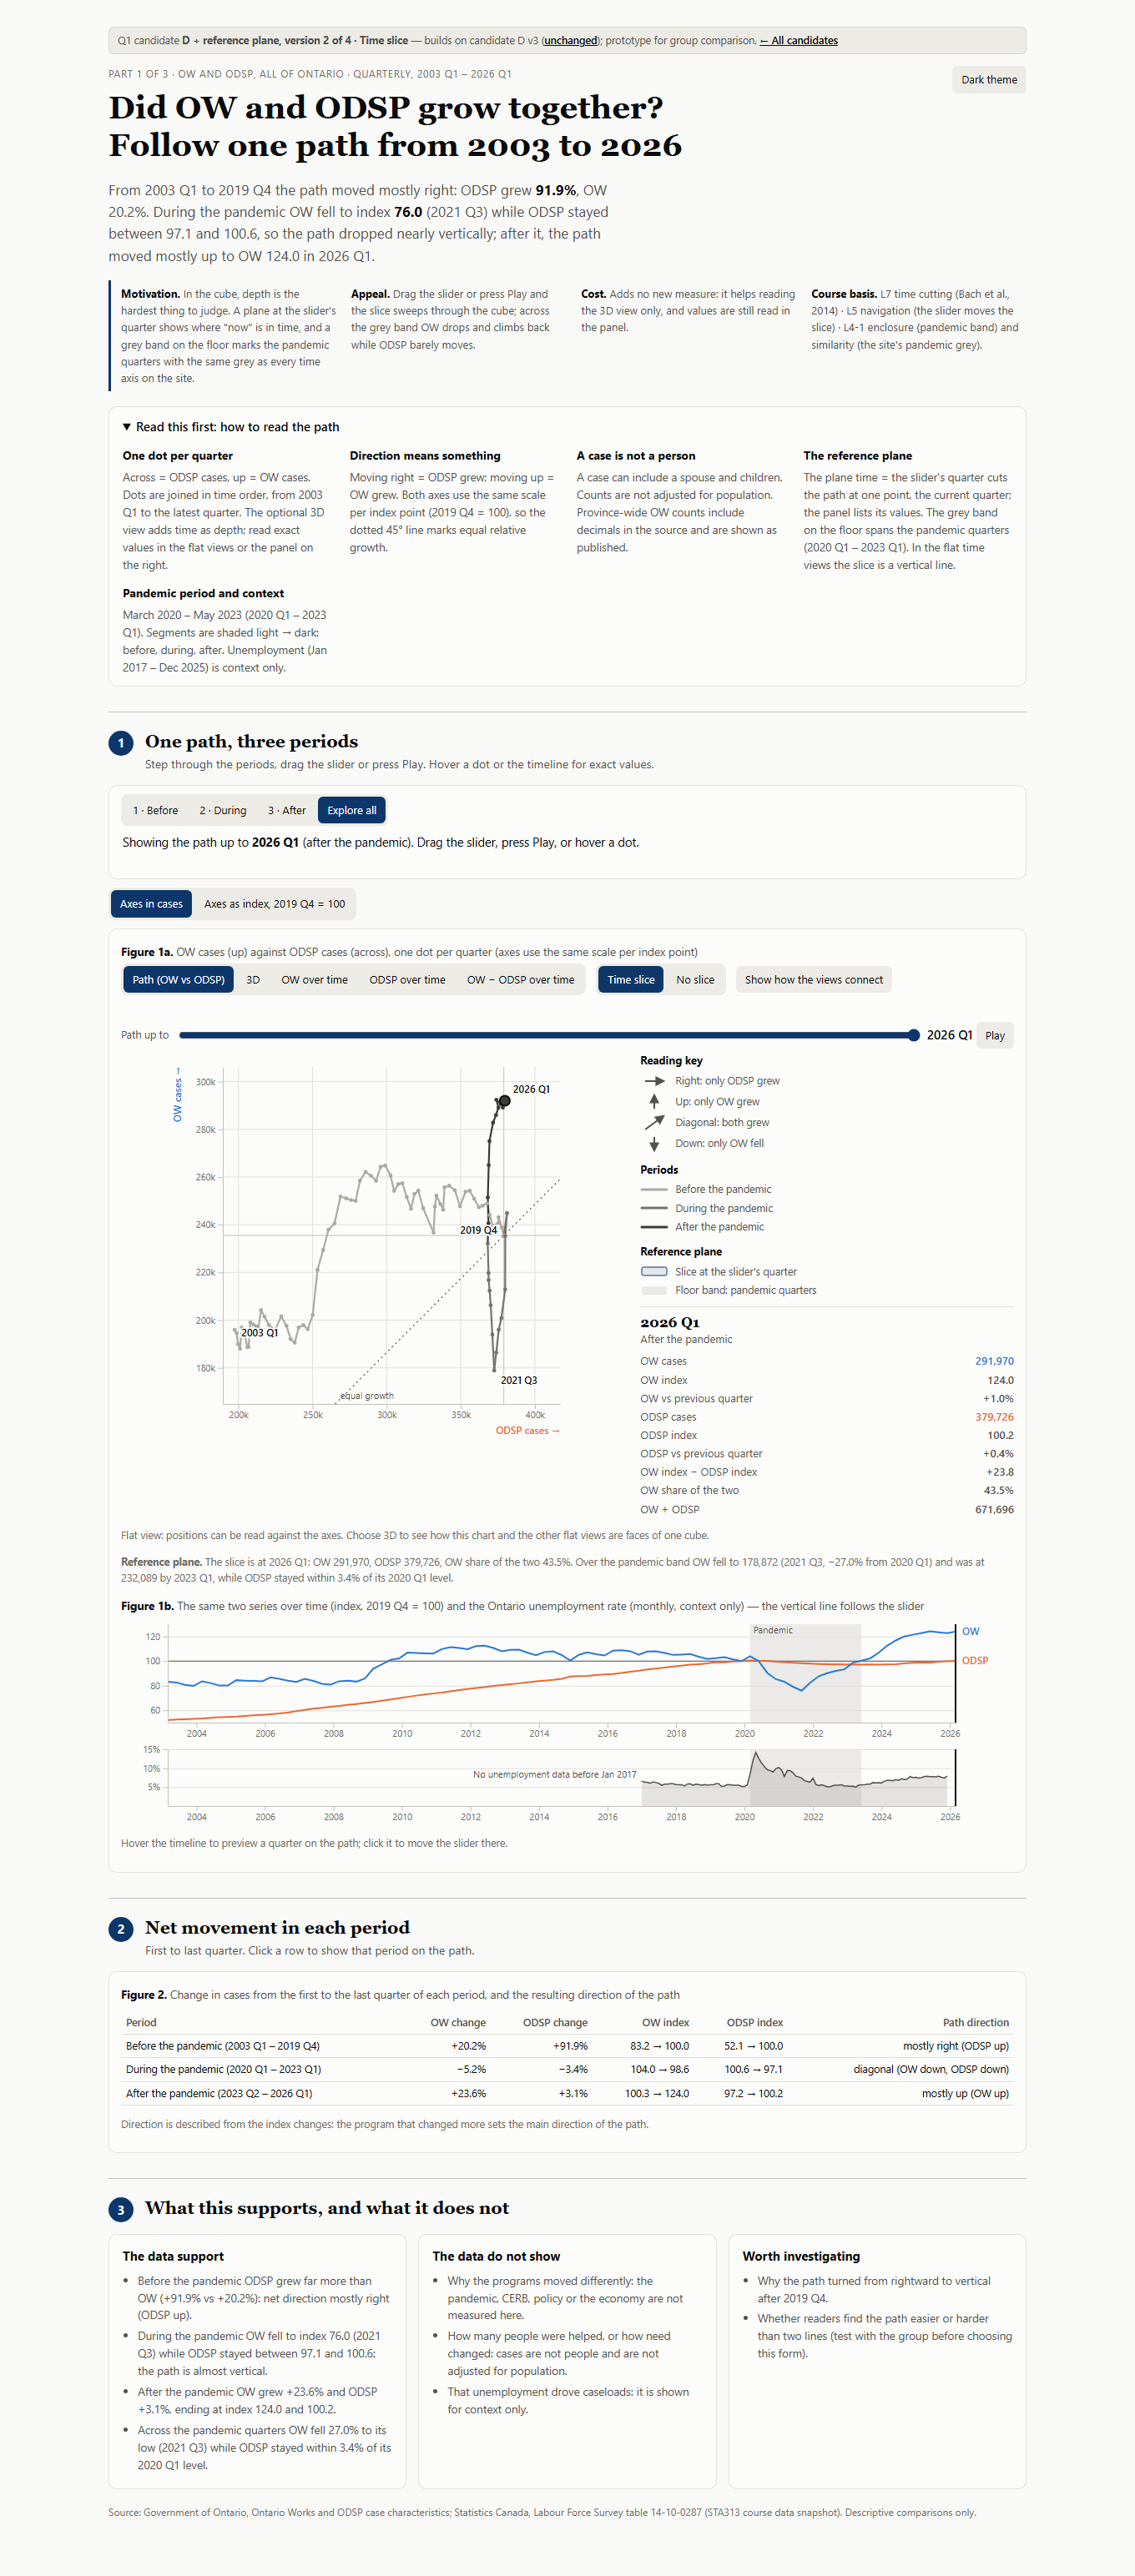 Q1 candidate D + reference plane, version 2 of 4 · Time slice — builds on candidate D v3 (unchanged); prototype for group comparison. ← All candidates
PART 1 OF 3 · OW AND ODSP, ALL OF ONTARIO · QUARTERLY, 2003 Q1 – 2026 Q1
Dark theme
Did OW and ODSP grow together?
Follow one path from 2003 to 2026
From 2003 Q1 to 2019 Q4 the path moved mostly right: ODSP grew 91.9%, OW
20.2%. During the pandemic OW fell to index 76.0 (2021 Q3) while ODSP stayed
between 97.1 and 100.6, so the path dropped nearly vertically; after it, the path
moved mostly up to OW 124.0 in 2026 Q1.
Motivation. In the cube, depth is the
hardest thing to judge. A plane at the slider's
quarter shows where "now" is in time, and a
grey band on the floor marks the pandemic
quarters with the same grey as every time
axis on the site.
Appeal. Drag the slider or press Play and
the slice sweeps through the cube; across
the grey band OW drops and climbs back
while ODSP barely moves.
Cost. Adds no new measure: it helps reading
the 3D view only, and values are still read in
the panel.
Course basis. L7 time cutting (Bach et al.,
2014) · L5 navigation (the slider moves the
slice) · L4-1 enclosure (pandemic band) and
similarity (the site's pandemic grey).
▼ Read this first: how to read the path
One dot per quarter
Across = ODSP cases, up = OW cases.
Dots are joined in time order, from 2003
Q1 to the latest quarter. The optional 3D
view adds time as depth; read exact
values in the flat views or the panel on
the right.
Direction means something
Moving right = ODSP grew; moving up =
OW grew. Both axes use the same scale
per index point (2019 Q4 = 100), so the
dotted 45° line marks equal relative
growth.
A case is not a person
A case can include a spouse and children.
Counts are not adjusted for population.
Province-wide OW counts include
decimals in the source and are shown as
published.
The reference plane
The plane time = the slider's quarter cuts
the path at one point, the current quarter;
the panel lists its values. The grey band
on the floor spans the pandemic quarters
(2020 Q1 – 2023 Q1). In the flat time
views the slice is a vertical line.
Pandemic period and context
March 2020 – May 2023 (2020 Q1 – 2023
Q1). Segments are shaded light → dark:
before, during, after. Unemployment (Jan
2017 – Dec 2025) is context only.
1 One path, three periods
Step through the periods, drag the slider or press Play. Hover a dot or the timeline for exact values.
1 · Before 2 · During 3 · After Explore all
Showing the path up to 2026 Q1 (after the pandemic). Drag the slider, press Play, or hover a dot.
Axes in cases Axes as index, 2019 Q4 = 100
Figure 1a. OW cases (up) against ODSP cases (across), one dot per quarter (axes use the same scale per index point)
Path (OW vs ODSP) 3D OW over time ODSP over time OW − ODSP over time Time slice No slice Show how the views connect
Path up to 2026 Q1 Play
OW cases →
300k
280k
260k
240k
220k
200k
180k
2026 Q1
2019 Q4
2003 Q1
2021 Q3
equal growth
200k 250k 300k 350k 400k
ODSP cases →
Reading key
Right: only ODSP grew
Up: only OW grew
Diagonal: both grew
Down: only OW fell
Periods
Before the pandemic
During the pandemic
After the pandemic
Reference plane
Slice at the slider's quarter
Floor band: pandemic quarters
2026 Q1
After the pandemic
OW cases 291,970
OW index 124.0
OW vs previous quarter +1.0%
ODSP cases 379,726
ODSP index 100.2
ODSP vs previous quarter +0.4%
OW index − ODSP index +23.8
OW share of the two 43.5%
OW + ODSP 671,696
Flat view: positions can be read against the axes. Choose 3D to see how this chart and the other flat views are faces of one cube.
Reference plane. The slice is at 2026 Q1: OW 291,970, ODSP 379,726, OW share of the two 43.5%. Over the pandemic band OW fell to 178,872 (2021 Q3, −27.0% from 2020 Q1) and was at
232,089 by 2023 Q1, while ODSP stayed within 3.4% of its 2020 Q1 level.
Figure 1b. The same two series over time (index, 2019 Q4 = 100) and the Ontario unemployment rate (monthly, context only) — the vertical line follows the slider
120
100
80
60
Pandemic
OW
ODSP
2004 2006 2008 2010 2012 2014 2016 2018 2020 2022 2024 2026
15%
10%
5%
No unemployment data before Jan 2017
2004 2006 2008 2010 2012 2014 2016 2018 2020 2022 2024 2026
Hover the timeline to preview a quarter on the path; click it to move the slider there.
2 Net movement in each period
First to last quarter. Click a row to show that period on the path.
Figure 2. Change in cases from the first to the last quarter of each period, and the resulting direction of the path
Period OW change ODSP change OW index ODSP index Path direction
Before the pandemic (2003 Q1 – 2019 Q4) +20.2% +91.9% 83.2 → 100.0 52.1 → 100.0 mostly right (ODSP up)
During the pandemic (2020 Q1 – 2023 Q1) −5.2% −3.4% 104.0 → 98.6 100.6 → 97.1 diagonal (OW down, ODSP down)
After the pandemic (2023 Q2 – 2026 Q1) +23.6% +3.1% 100.3 → 124.0 97.2 → 100.2 mostly up (OW up)
Direction is described from the index changes: the program that changed more sets the main direction of the path.
3 What this supports, and what it does not
The data support
• Before the pandemic ODSP grew far more than
OW (+91.9% vs +20.2%): net direction mostly right
(ODSP up).
• During the pandemic OW fell to index 76.0 (2021
Q3) while ODSP stayed between 97.1 and 100.6:
the path is almost vertical.
• After the pandemic OW grew +23.6% and ODSP
+3.1%, ending at index 124.0 and 100.2.
• Across the pandemic quarters OW fell 27.0% to its
low (2021 Q3) while ODSP stayed within 3.4% of its
2020 Q1 level.
The data do not show
• Why the programs moved differently: the
pandemic, CERB, policy or the economy are not
measured here.
• How many people were helped, or how need
changed: cases are not people and are not
adjusted for population.
• That unemployment drove caseloads: it is shown
for context only.
Worth investigating
• Why the path turned from rightward to vertical
after 2019 Q4.
• Whether readers find the path easier or harder
than two lines (test with the group before choosing
this form).
Source: Government of Ontario, Ontario Works and ODSP case characteristics; Statistics Canada, Labour Force Survey table 14-10-0287 (STA313 course data snapshot). Descriptive comparisons only.